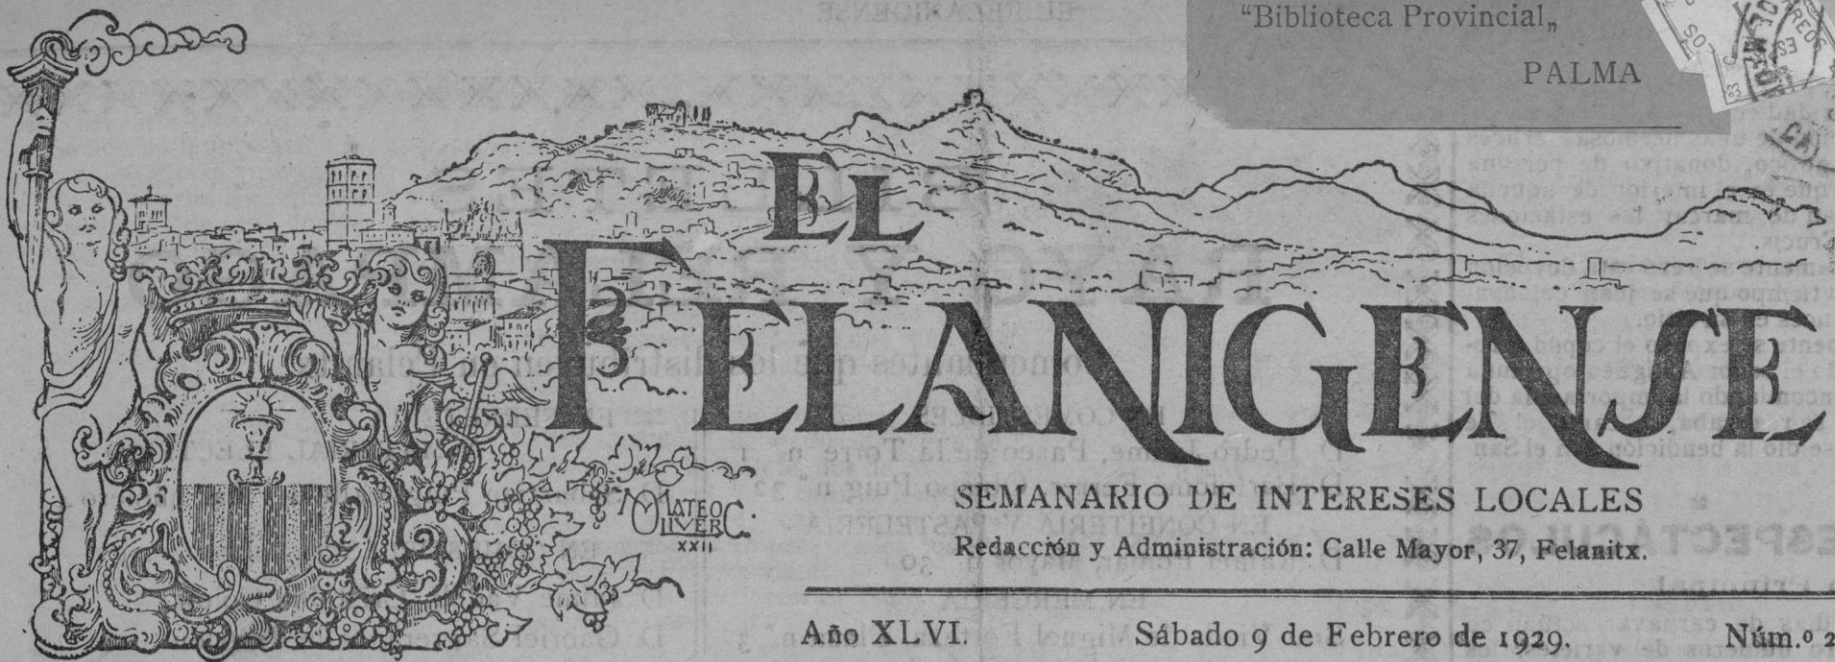 "Biblioteca Provincial„
PALMA
EL
FELANIGENSE
MATEO
OLIVER C.
XXII
SEMANARIO DE INTERESES LOCALES
Redacción y Administración: Calle Mayor, 37, Felanitx.
Año XLVI.
Sábado 9 de Febrero de 1929.
Núm.º 2